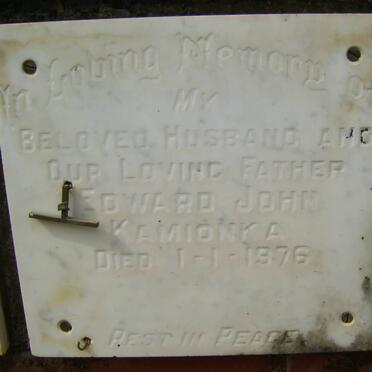 In Loving Memory Of
My
Beloved Husband And
Our Loving Father
Edward John
Kamionka
Died 1-1-1976
Rest in Peace